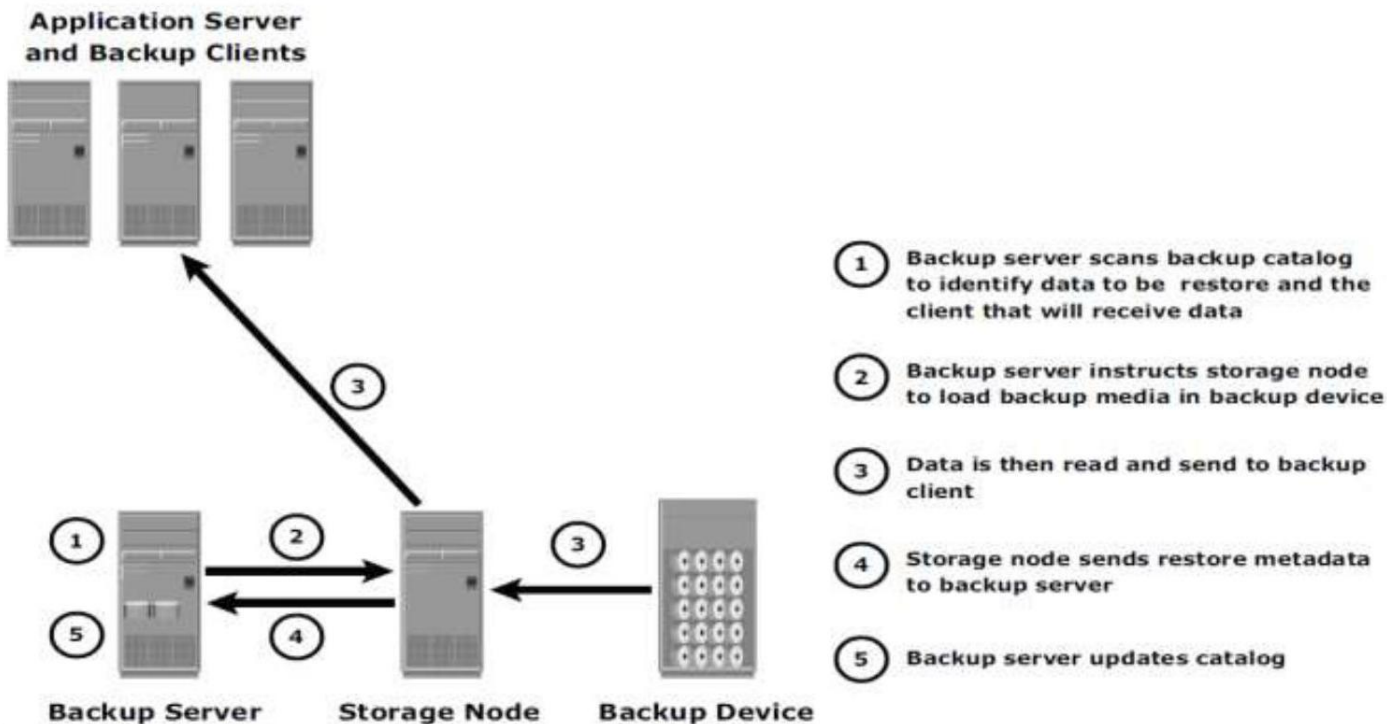 Application Server
and Backup Clients
3
1
2
3
5
4
Backup Server
Storage Node
Backup Device
1
Backup server scans backup catalog
to identify data to be  restore and the
client that will receive data
2
Backup server instructs storage node
to load backup media in backup device
3
Data is then read and send to backup
client
4
Storage node sends restore metadata
to backup server
5
Backup server updates catalog